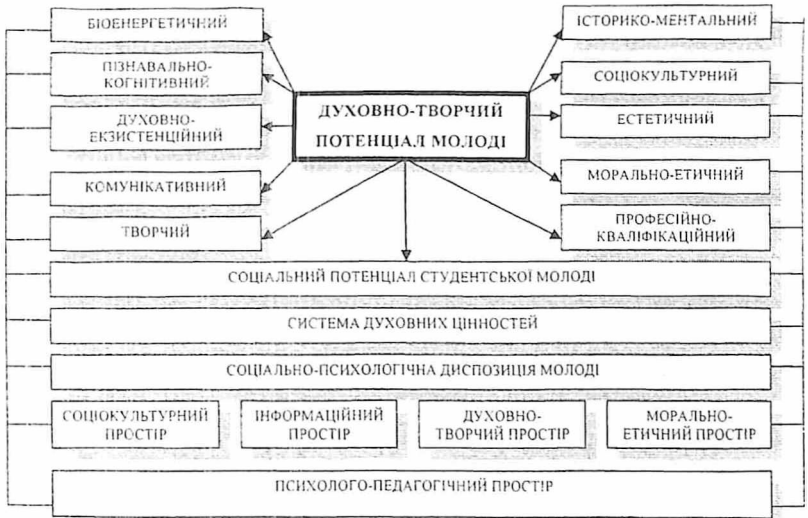 БІОЕНЕРГЕТИЧНИЙ
ПІЗНАВАЛЬНО-
КОГНІТИВНИЙ
ДУХОВНО-
ЕКЗИСТЕНЦІЙНИЙ
КОМУНІКАТИВНИЙ
ТВОРЧИЙ
ДУХОВНО-ТВОРЧИЙ
ПОТЕНЦІАЛ МОЛОДІ
ІСТОРИКО-МЕНТАЛЬНИЙ
СОЦІОКУЛЬТУРНИЙ
ЕСТЕТИЧНИЙ
МОРАЛЬНО-ЕТИЧНИЙ
ПРОФЕСІЙНО-
КВАЛІФІКАЦІЙНИЙ
СОЦІАЛЬНИЙ ПОТЕНЦІАЛ СТУДЕНТСЬКОЇ МОЛОДІ
СИСТЕМА ДУХОВНИХ ЦІННОСТЕЙ
СОЦІАЛЬНО-ПСИХОЛОГІЧНА ДИСПОЗИЦІЯ МОЛОДІ
СОЦІОКУЛЬТУРНИЙ
ПРОСТІР
ІНФОРМАЦІЙНИЙ
ПРОСТІР
ДУХОВНО-
ТВОРЧИЙ ПРОСТІР
МОРАЛЬНО-
ЕТИЧНИЙ ПРОСТІР
ПСИХОЛОГО-ПЕДАГОГІЧНИЙ ПРОСТІР